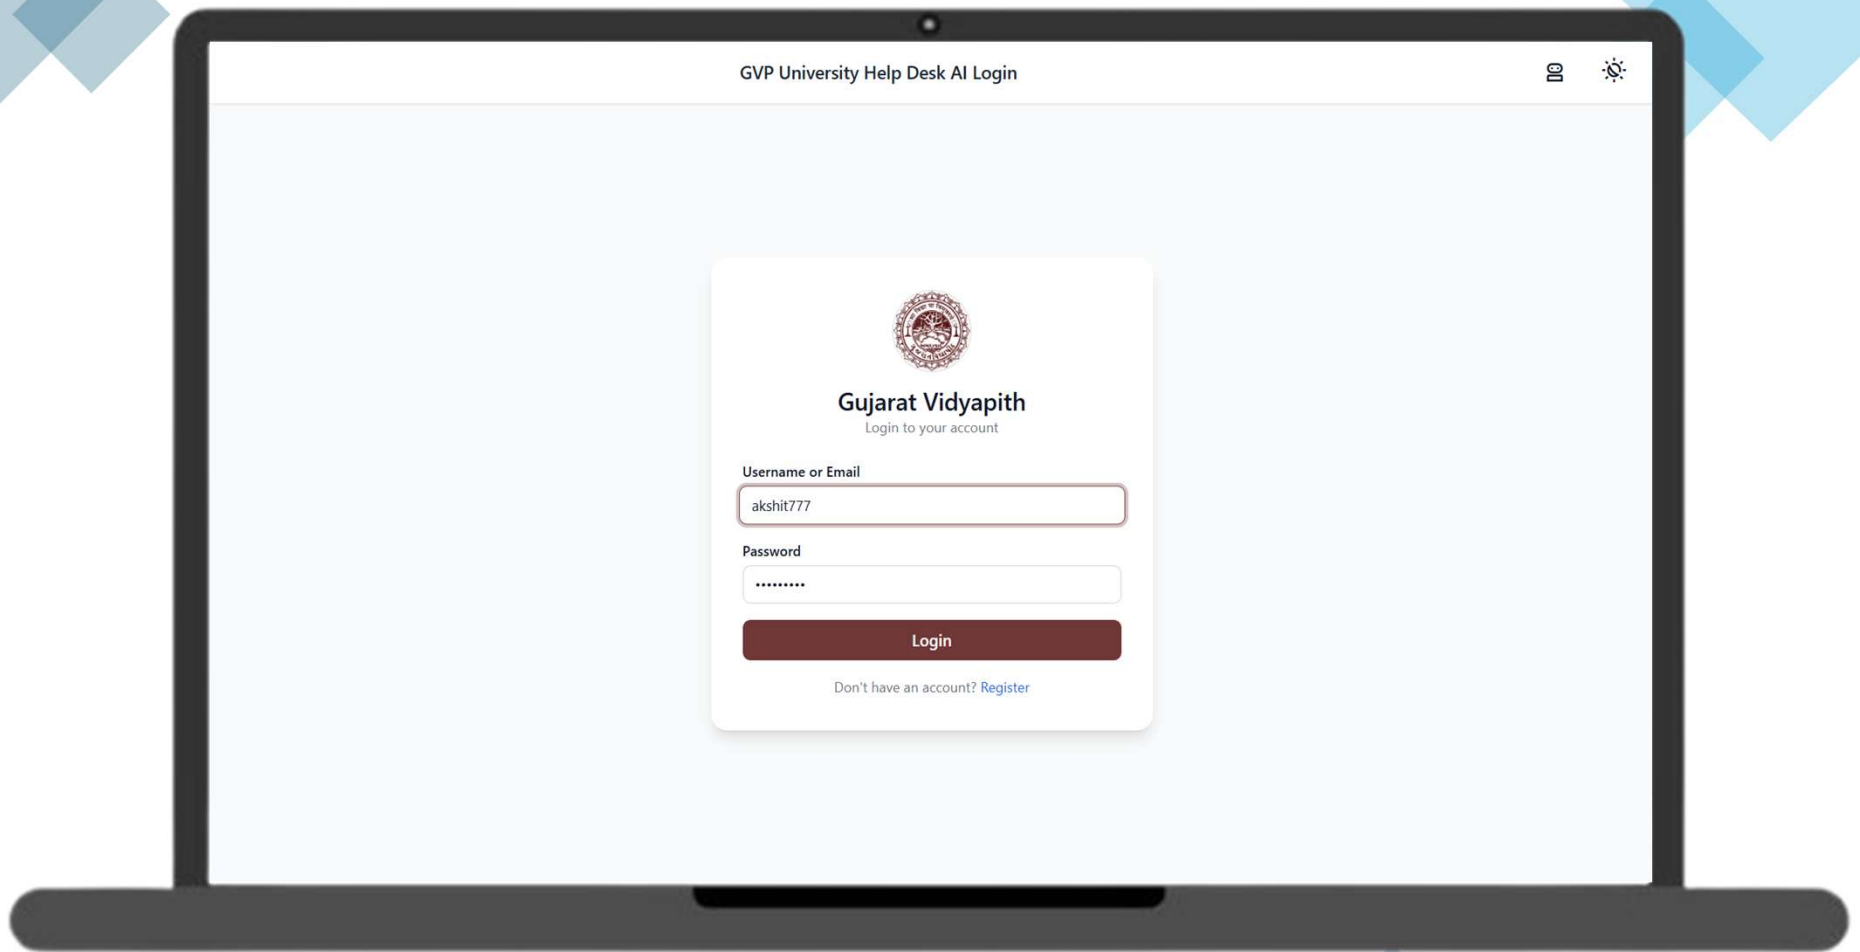 GVP University Help Desk AI Login
Gujarat Vidyapith
Login to your account
Username or Email
akshit777
Password
•••••••••
Login
Don't have an account? Register